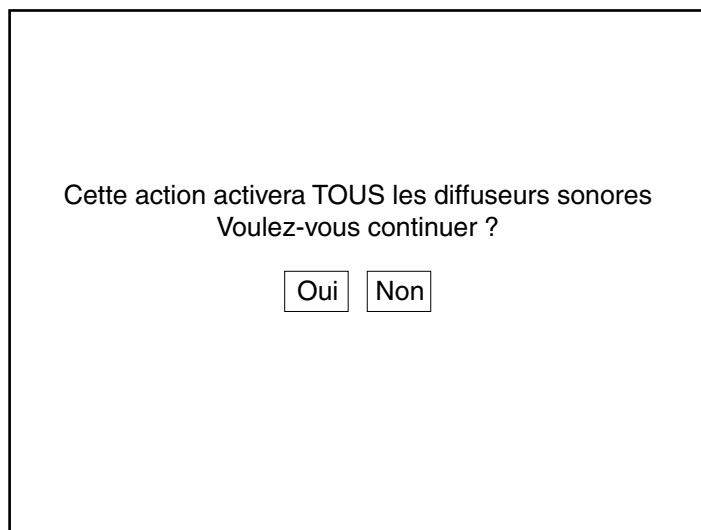 Cette action activera TOUS les diffuseurs sonores
Voulez-vous continuer ?
Oui Non